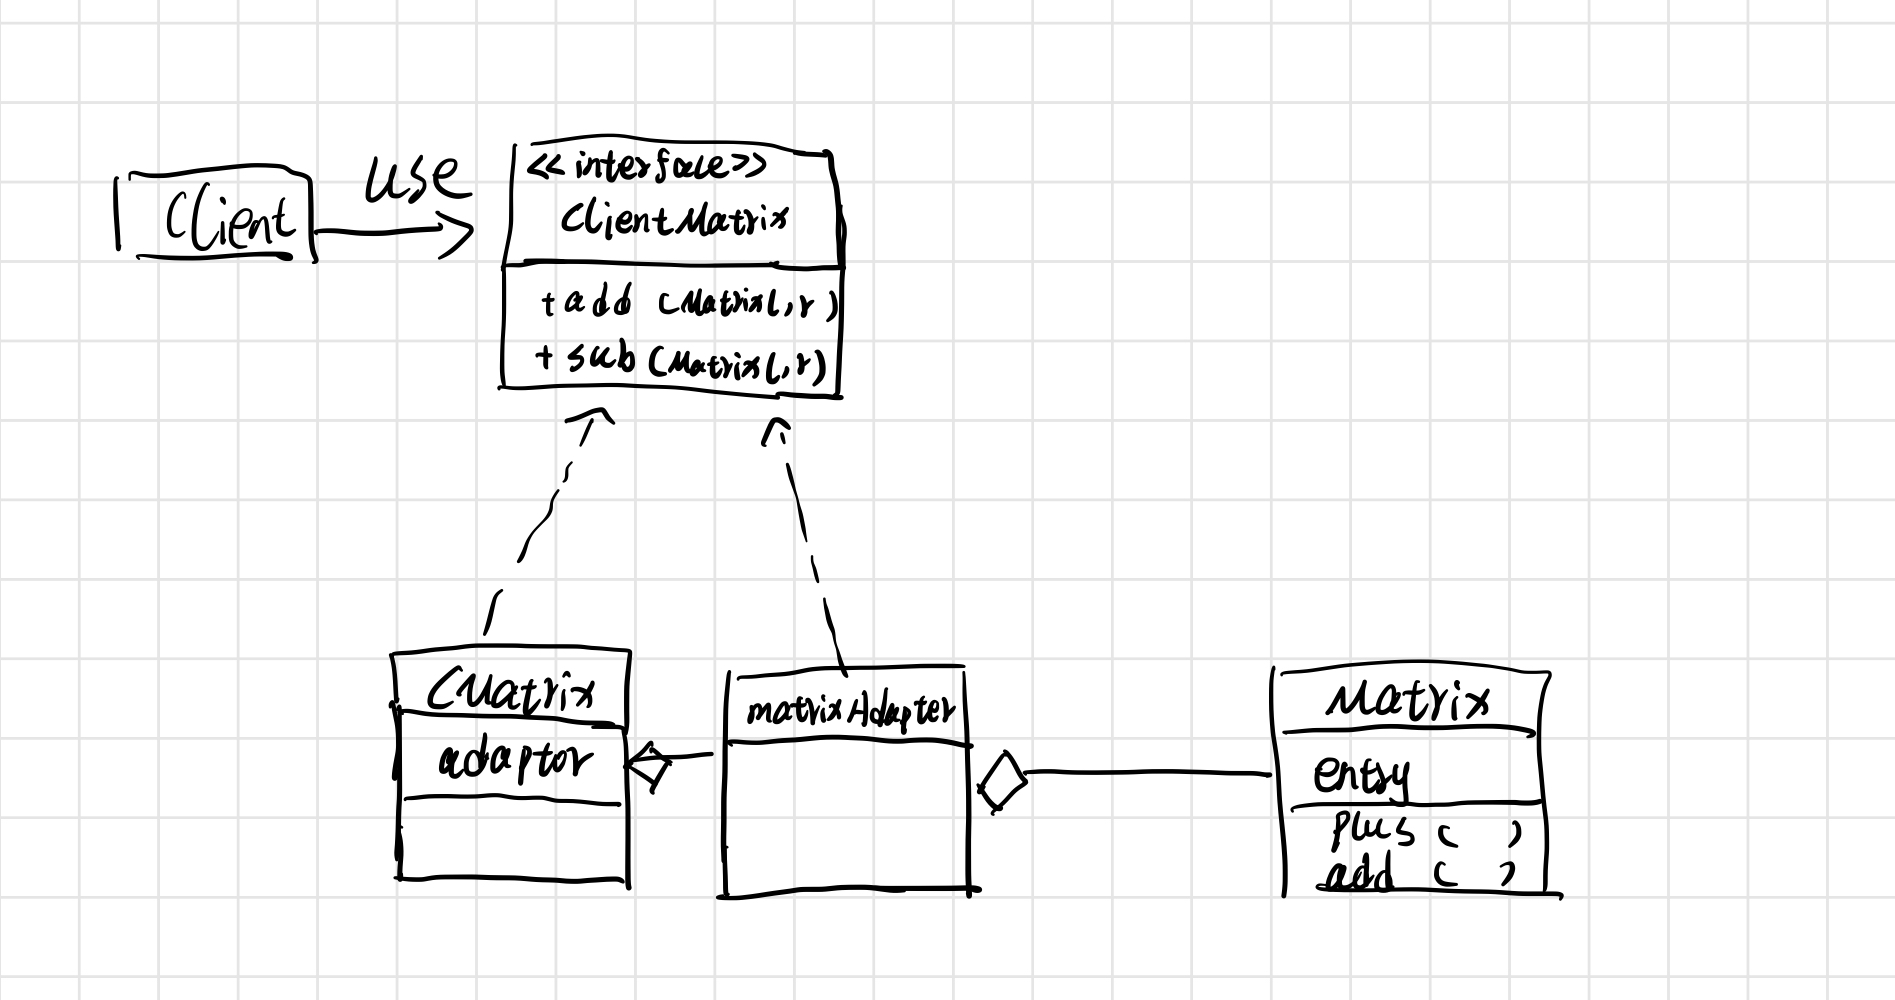 Client
use
<< interface >>
ClientMatrix
+ add (Matrix l, r )
+ sub (Matrix l, r)
CMatrix
adaptor
matrixAdapter
Matrix
entry
plus ( )
add ( )